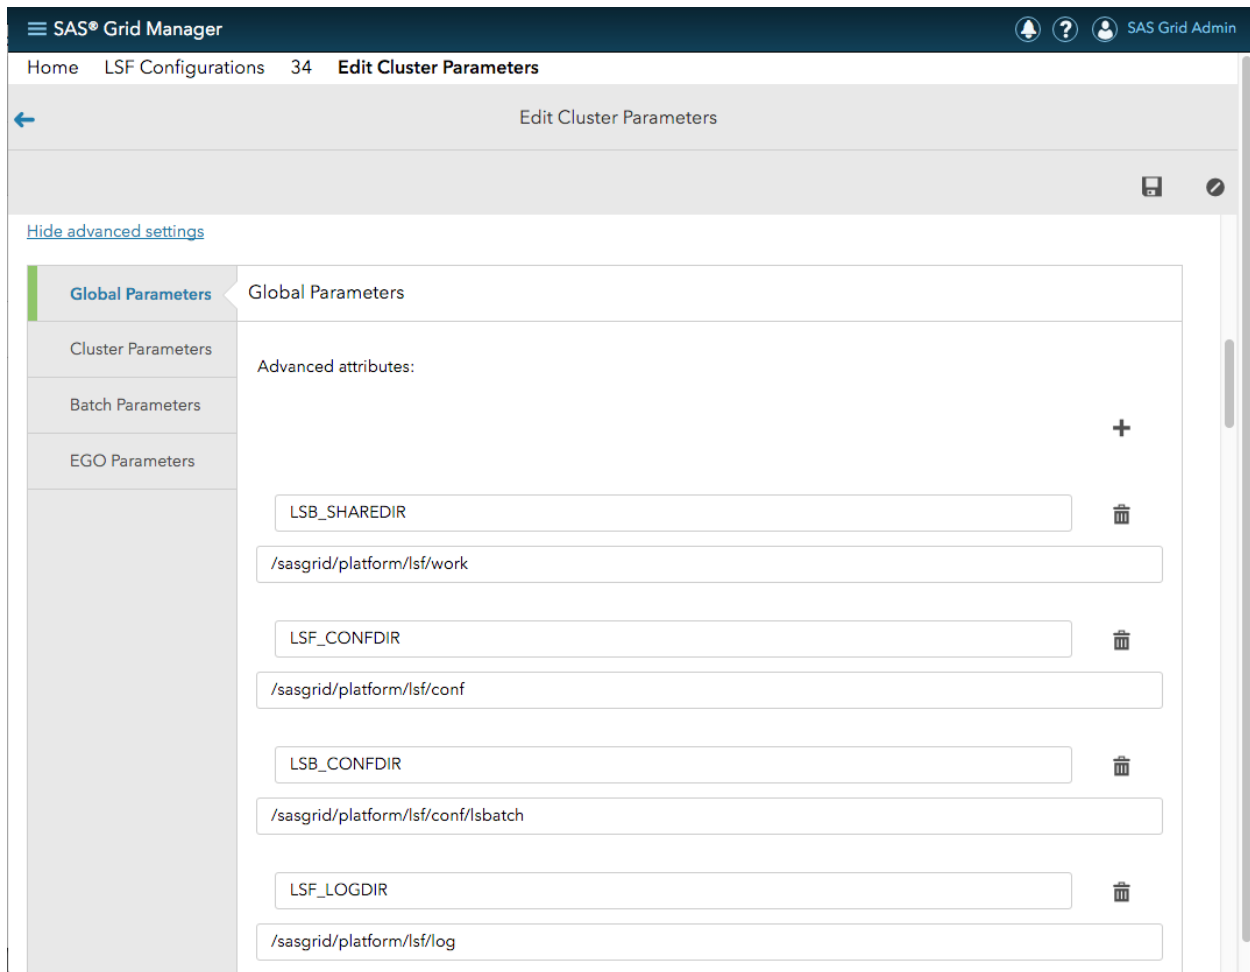 SAS® Grid Manager
SAS Grid Admin
Home LSF Configurations 34 Edit Cluster Parameters
Edit Cluster Parameters
Hide advanced settings
Global Parameters
Cluster Parameters
Batch Parameters
EGO Parameters
Global Parameters
Advanced attributes:
LSB_SHAREDIR
/sasgrid/platform/lsf/work
LSF_CONFDIR
/sasgrid/platform/lsf/conf
LSB_CONFDIR
/sasgrid/platform/lsf/conf/lsbatch
LSF_LOGDIR
/sasgrid/platform/lsf/log